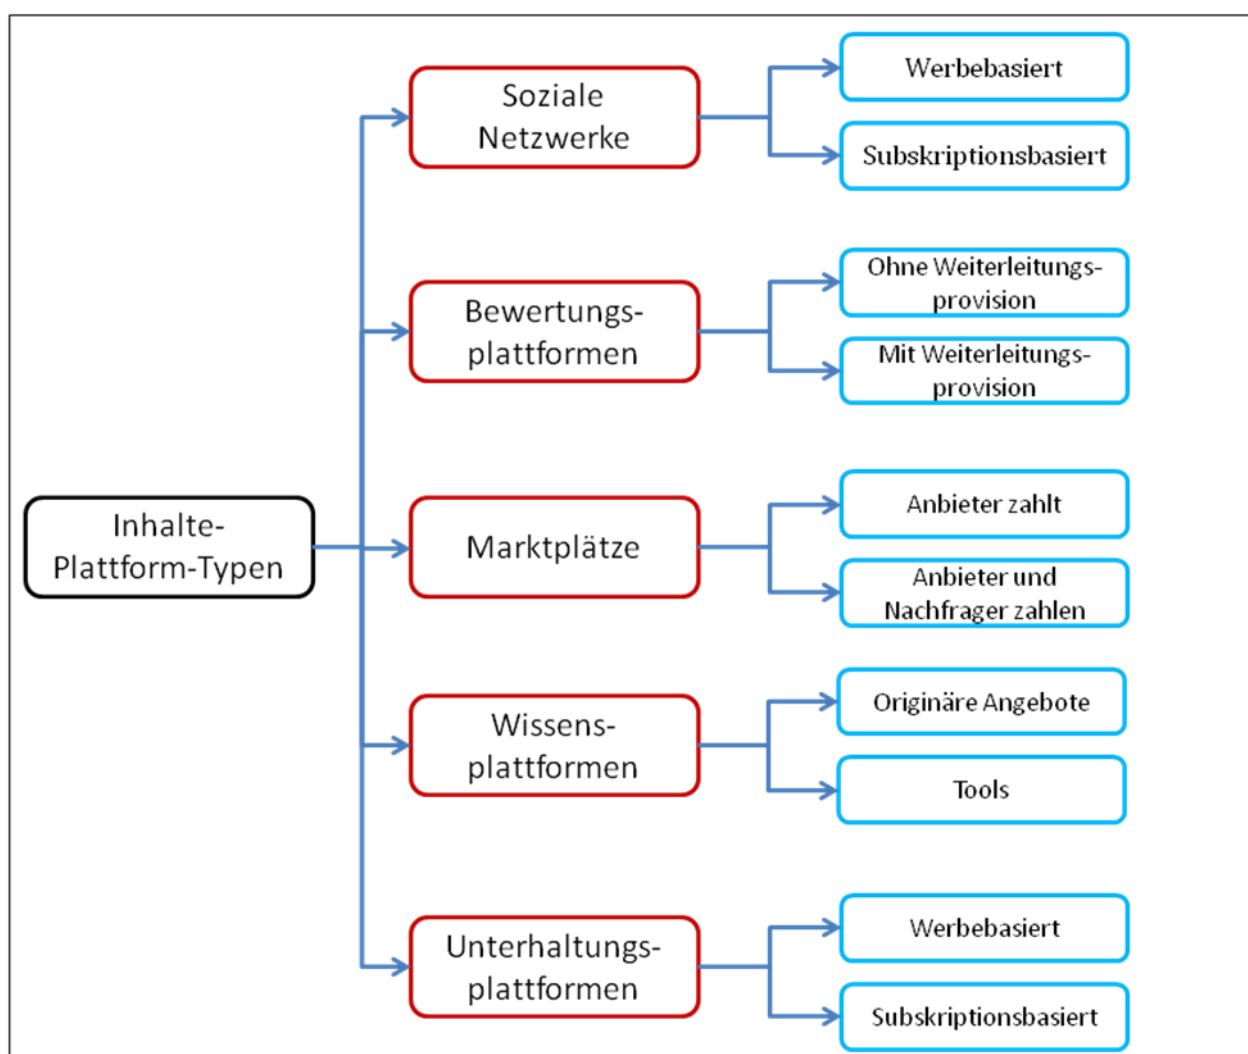 Inhalte-
Plattform-Typen
Soziale
Netzwerke
Werbebasiert
Subskriptionsbasiert
Bewertungs-
plattformen
Ohne Weiterleitungs-
provision
Mit Weiterleitungs-
provision
Marktplätze
Anbieter zahlt
Anbieter und
Nachfrager zahlen
Wissens-
plattformen
Originäre Angebote
Tools
Unterhaltungs-
plattformen
Werbebasiert
Subskriptionsbasiert